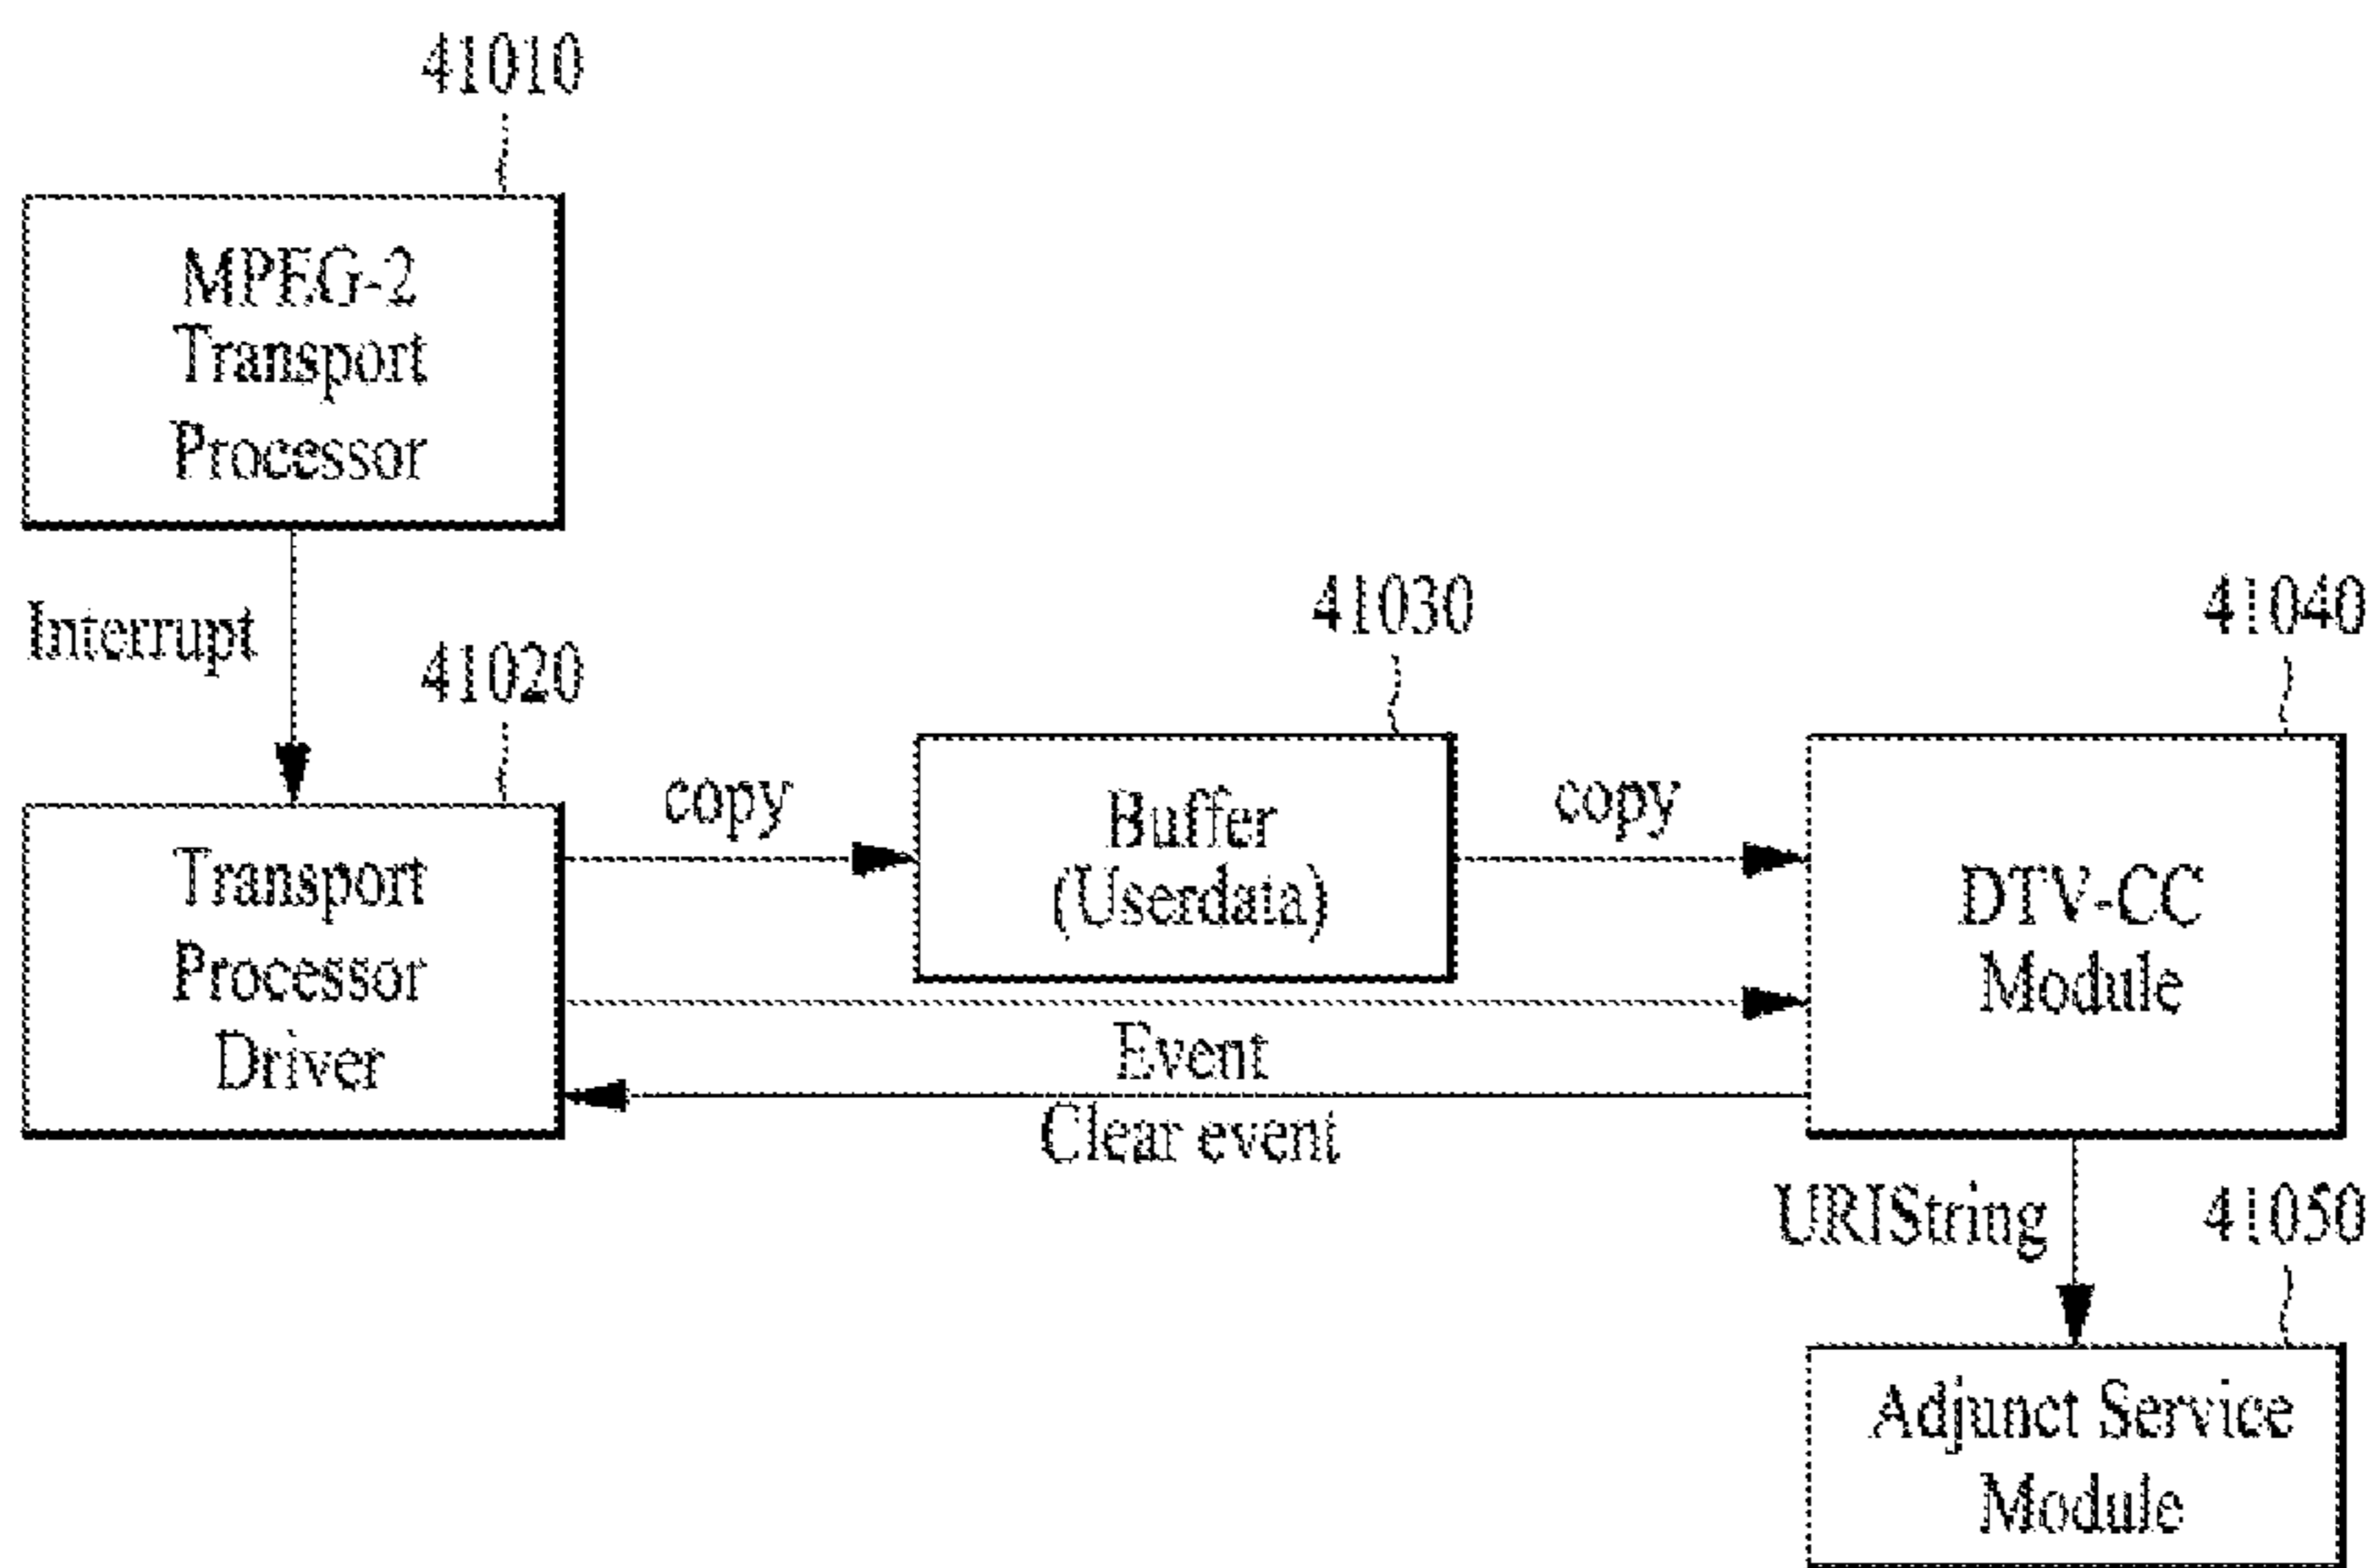 41010
MPEG-2
Transport
Processor
Interrupt
41020
41030
41040
Transport
Processor
Driver
copy
Buffer
(Userdata)
copy
DTV-CC
Module
Event
Clear event
URIString
41050
Adjunct Service
Module